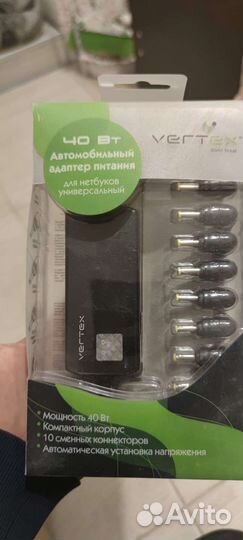 40 Вт
Автомобильный
адаптер питания
для нетбуков
универсальный
vertex
vertex
• Мощность 40 Вт
• Компактный корпус
• 10 сменных коннекторов
• Автоматическая установка напряжения
Avito